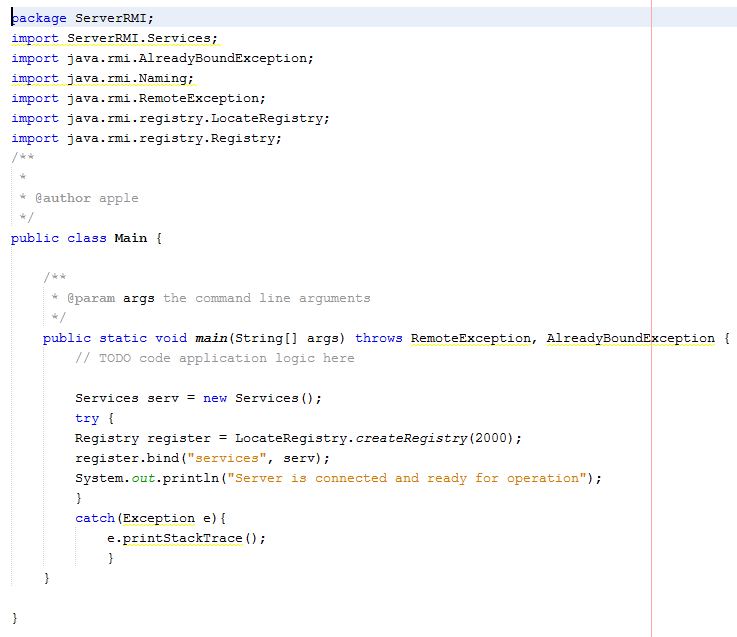 package ServerRMI;
import ServerRMI.Services;
import java.rmi.AlreadyBoundException;
import java.rmi.Naming;
import java.rmi.RemoteException;
import java.rmi.registry.LocateRegistry;
import java.rmi.registry.Registry;
/**
 *
 * @author apple
 */
public class Main {

    /**
     * @param args the command line arguments
     */
    public static void main(String[] args) throws RemoteException, AlreadyBoundException {
        // TODO code application logic here

        Services serv = new Services();
        try {
        Registry register = LocateRegistry.createRegistry(2000);
        register.bind("services", serv);
        System.out.println("Server is connected and ready for operation");
        }
        catch(Exception e){
            e.printStackTrace();
            }
    }

}